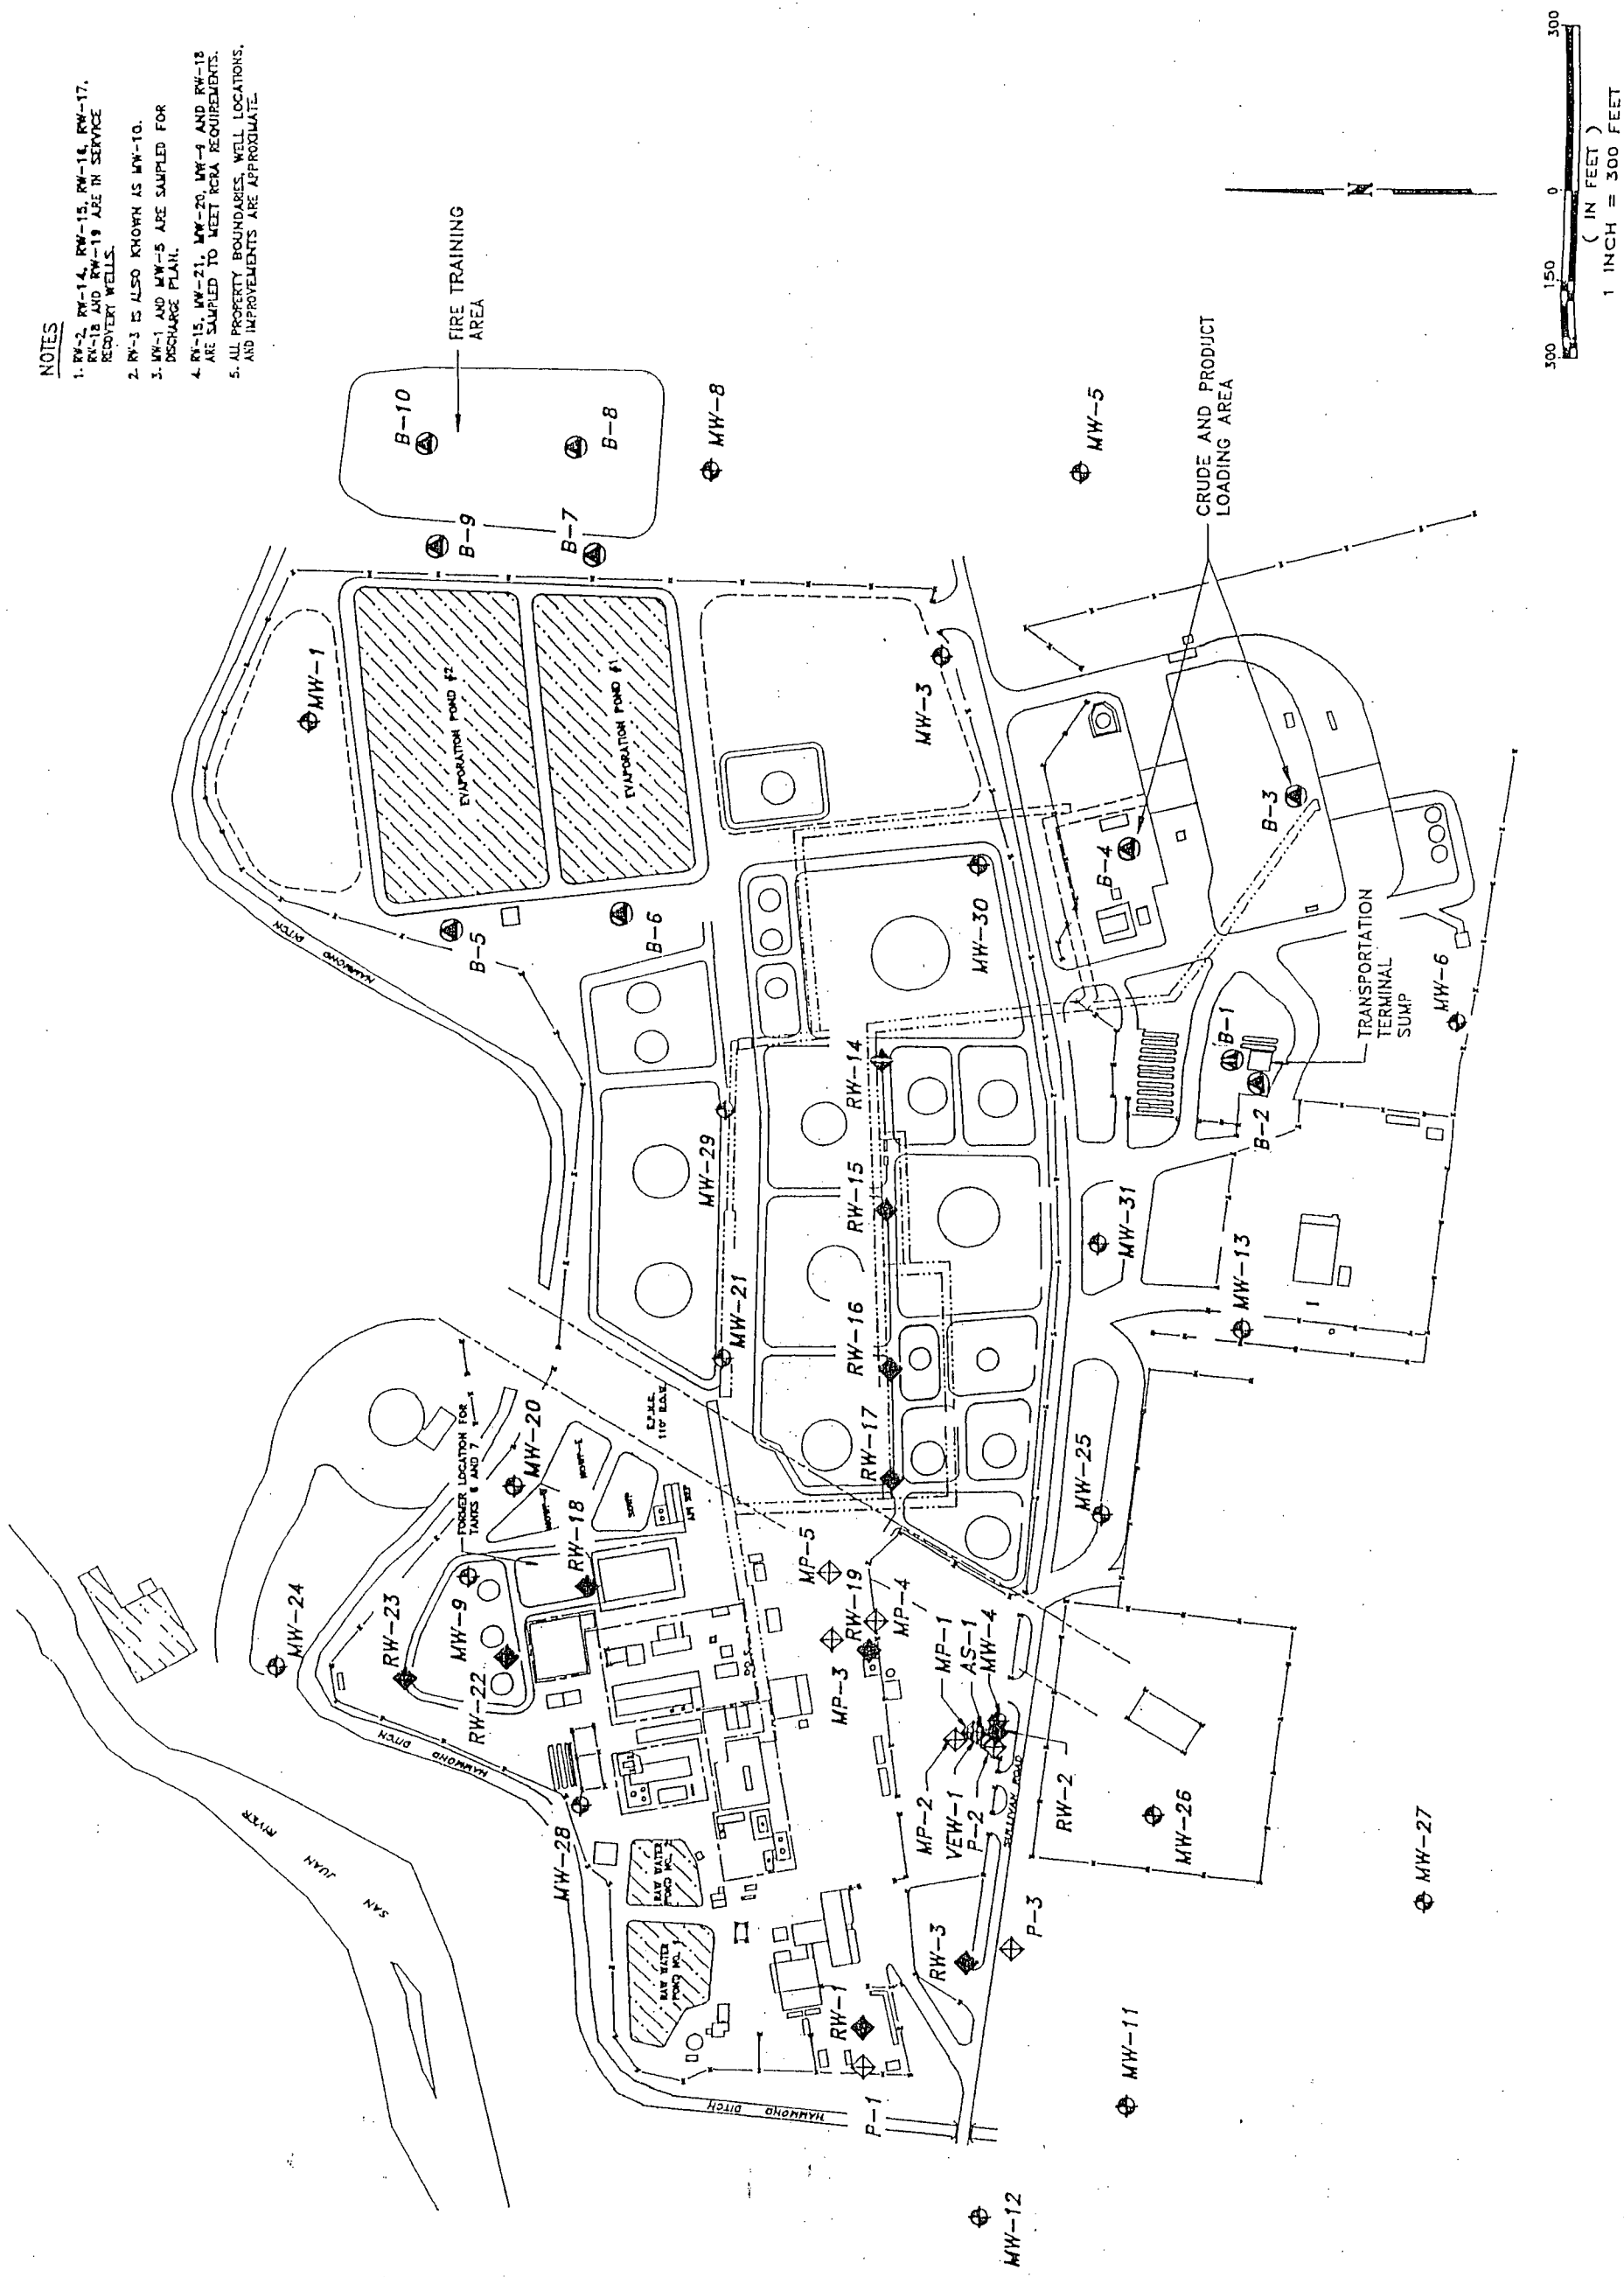 NOTES
1. RW-2, RW-14, RW-15, RW-16, RW-17,
RW-18 AND RW-19 ARE IN SERVICE
RECOVERY WELLS.
2. RW-3 IS ALSO KNOWN AS MW-10.
3. MW-1 AND MW-5 ARE SAMPLED FOR
DISCHARGE PLAN.
4. RW-15, MW-21, MW-20, MW-9 AND RW-18
ARE SAMPLED TO MEET RCRA REQUIREMENTS.
5. ALL PROPERTY BOUNDARIES, WELL LOCATIONS,
AND IMPROVEMENTS ARE APPROXIMATE.
FIRE TRAINING
AREA
B-10
B-8
B-9
B-7
MW-8
MW-5
CRUDE AND PRODUCT
LOADING AREA
MW-1
EVAPORATION POND #2
EVAPORATION POND #1
MW-3
HAMMOND DITCH
B-5
B-6
MW-30
B-4
B-3
TRANSPORTATION
TERMINAL
SUMP
MW-6
B-1
B-2
RW-14
MW-29
RW-15
MW-31
MW-13
MW-21
RW-16
RW-17
MW-25
FORMER LOCATION FOR
TANKS 6 AND 7
MW-20
110' R.O.W.
RW-18
MP-5
MW-24
RW-23
MW-9
RW-22
RW-19
MP-4
MP-3
MP-1
AS-1
MW-4
MP-2
VEW-1
P-2
RW-2
SULLIVAN ROAD
MW-26
MW-27
HAMMOND DITCH
SAN JUAN RIVER
MW-28
RAW WATER
POND NO. 2
RAW WATER
POND NO. 1
RW-3
P-3
RW-1
P-1
HAMMOND DITCH
MW-11
MW-12
N
300 150 0 300
( IN FEET )
1 INCH = 300 FEET